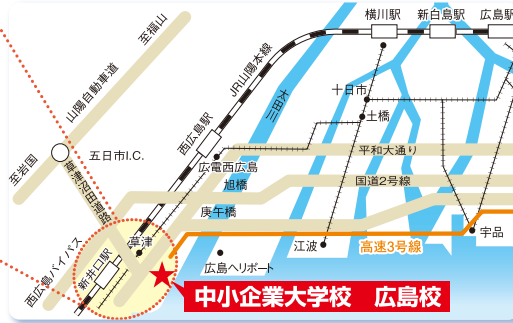 横川駅
新白島駅
広島駅
至福山
山陽自動車道
JR山陽本線
太田川
十日市
土橋
西広島駅
平和大通り
広電西広島
五日市I.C.
至岩国
旭橋
国道2号線
草津沼田道路
庚午橋
草津
江波
高速3号線
宇品
新井口駅
広島ヘリポート
西広島バイパス
中小企業大学校 広島校